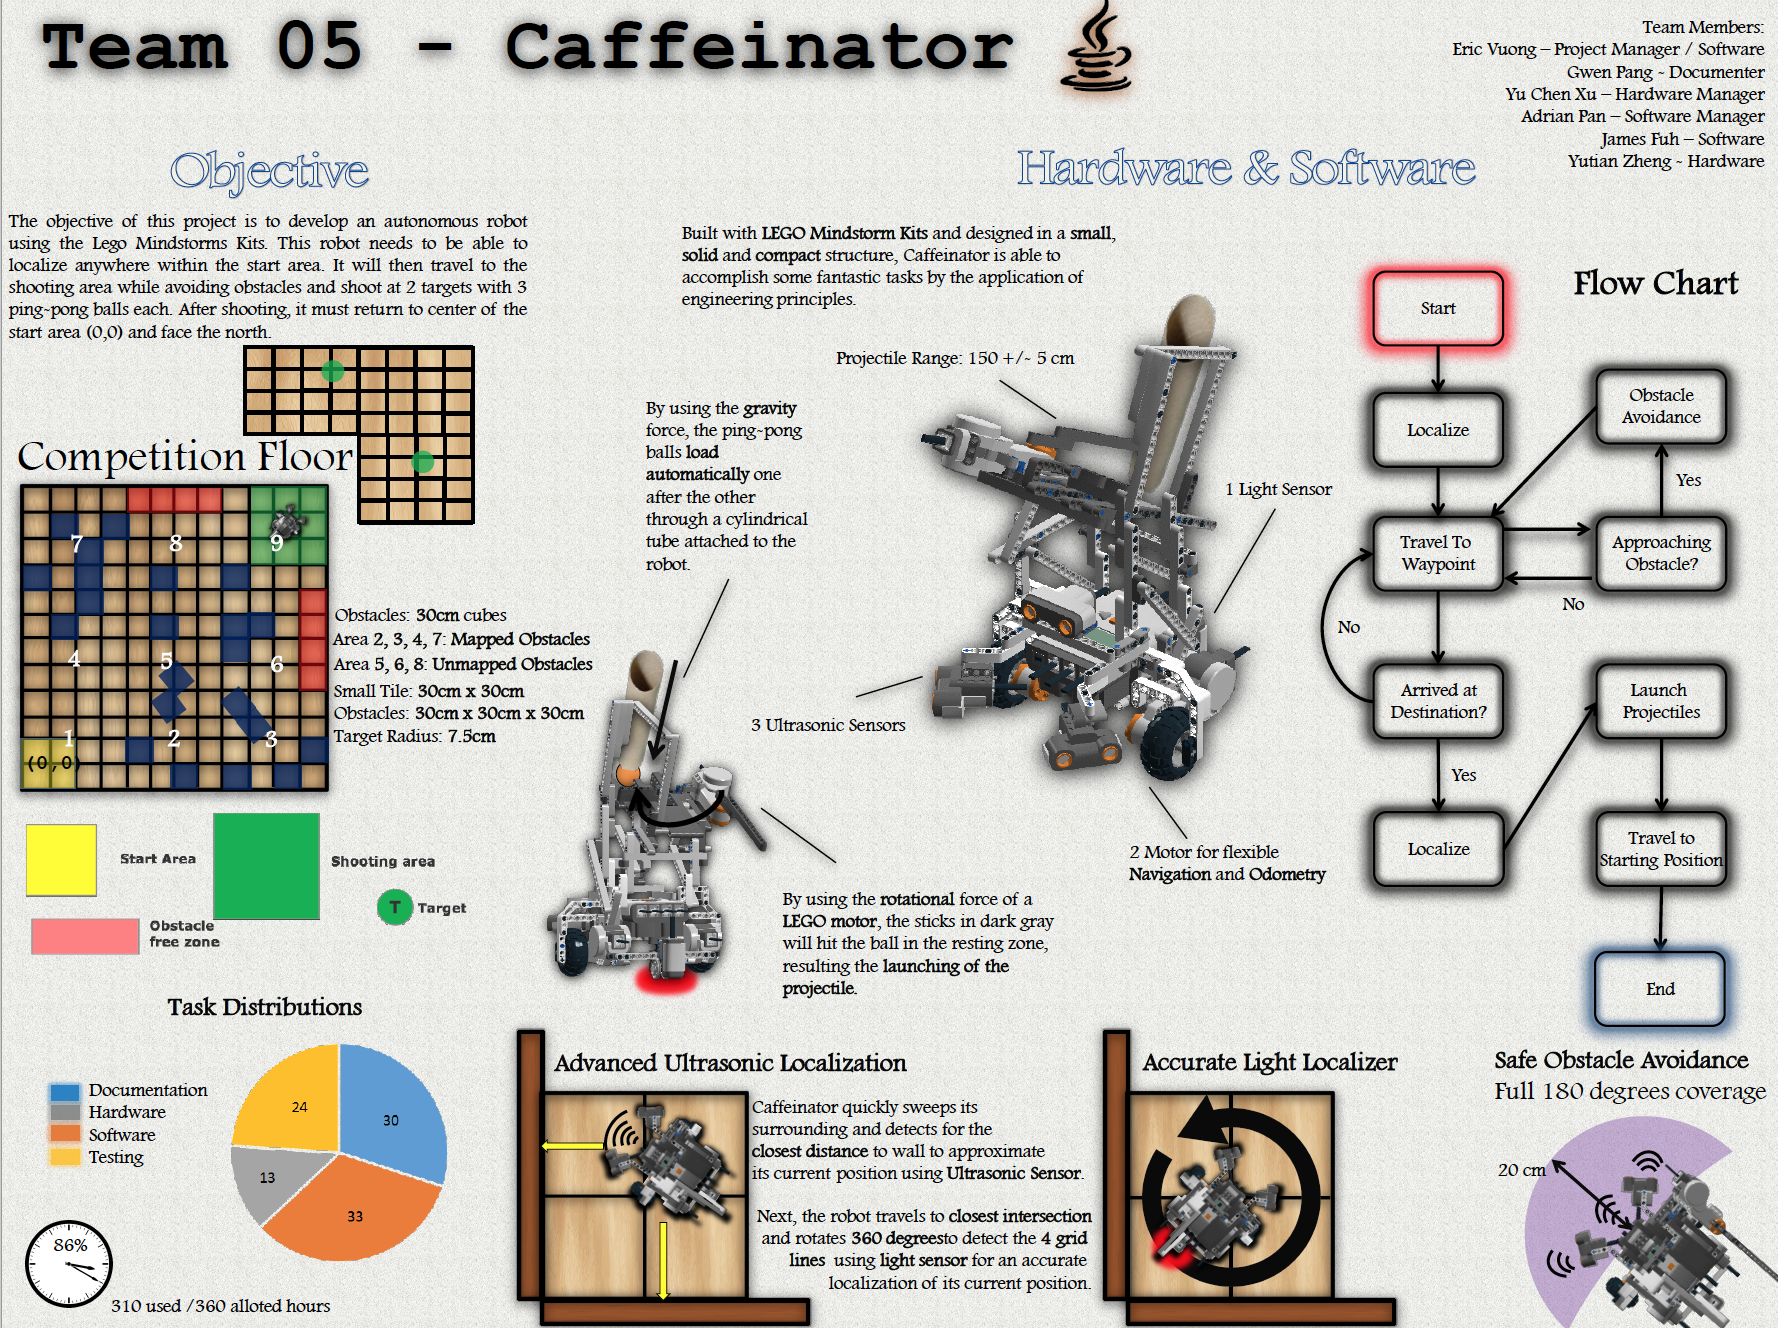 Team 05 - Caffeinator
Team Members:
Eric Vuong – Project Manager / Software
Gwen Pang ~ Documenter
Yu Chen Xu – Hardware Manager
Adrian Pan – Software Manager
James Fuh – Software
Yutian Zheng ~ Hardware
Objective
The objective of this project is to develop an autonomous robot
using the Lego Mindstorms Kits. This robot needs to be able to
localize anywhere within the start area. It will then travel to the
shooting area while avoiding obstacles and shoot at 2 targets with 3
ping~pong balls each. After shooting, it must return to center of the
start area (0,0) and face the north.
Competition Floor
7
8
9
4
5
6
1
2
3
(0,0)
Obstacles: 30cm cubes
Area 2, 3, 4, 7: Mapped Obstacles
Area 5, 6, 8: Unmapped Obstacles
Small Tile: 30cm x 30cm
Obstacles: 30cm x 30cm x 30cm
Target Radius: 7.5cm
Start Area
Shooting area
Obstacle
free zone
T
Target
Task Distributions
Documentation
Hardware
Software
Testing
24
30
13
33
86%
310 used /360 alloted hours
Hardware & Software
Built with LEGO Mindstorm Kits and designed in a small,
solid and compact structure, Caffeinator is able to
accomplish some fantastic tasks by the application of
engineering principles.
Projectile Range: 150 +/~ 5 cm
By using the gravity
force, the ping~pong
balls load
automatically one
after the other
through a cylindrical
tube attached to the
robot.
1 Light Sensor
3 Ultrasonic Sensors
2 Motor for flexible
Navigation and Odometry
By using the rotational force of a
LEGO motor, the sticks in dark gray
will hit the ball in the resting zone,
resulting the launching of the
projectile.
Flow Chart
Start
Localize
Obstacle
Avoidance
Yes
Travel To
Waypoint
Approaching
Obstacle?
No
No
Arrived at
Destination?
Launch
Projectiles
Yes
Localize
Travel to
Starting Position
End
Advanced Ultrasonic Localization
Caffeinator quickly sweeps its
surrounding and detects for the
closest distance to wall to approximate
its current position using Ultrasonic Sensor.
Next, the robot travels to closest intersection
and rotates 360 degreesto detect the 4 grid
lines using light sensor for an accurate
localization of its current position.
Accurate Light Localizer
Safe Obstacle Avoidance
Full 180 degrees coverage
20 cm